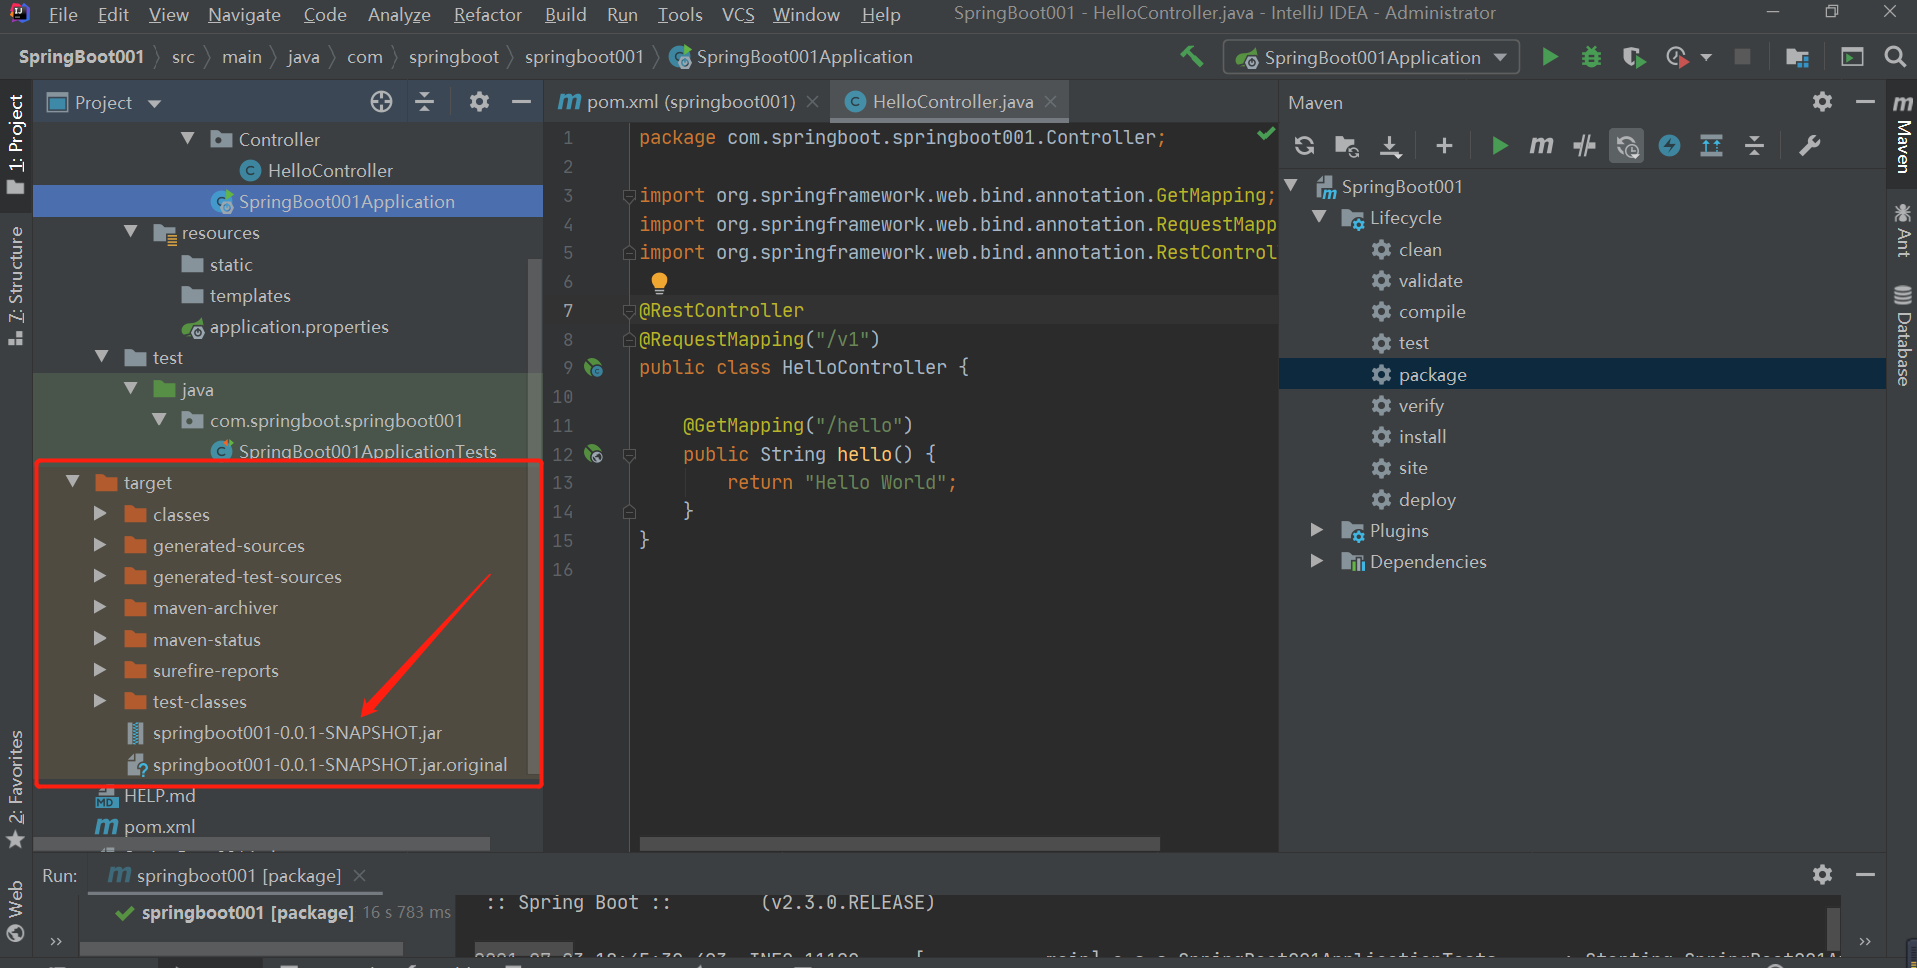 File Edit View Navigate Code Analyze Refactor Build Run Tools VCS Window Help SpringBoot001 - HelloController.java - IntelliJ IDEA - Administrator
SpringBoot001 src main java com springboot springboot001 SpringBoot001Application SpringBoot001Application
1: Project
7: Structure
2: Favorites
Web
Project
Controller
HelloController
SpringBoot001Application
resources
static
templates
application.properties
test
java
com.springboot.springboot001
SpringBoot001ApplicationTests
target
classes
generated-sources
generated-test-sources
maven-archiver
maven-status
surefire-reports
test-classes
springboot001-0.0.1-SNAPSHOT.jar
springboot001-0.0.1-SNAPSHOT.jar.original
HELP.md
pom.xml
pom.xml (springboot001) HelloController.java
1 package com.springboot.springboot001.Controller;
2
3 import org.springframework.web.bind.annotation.GetMapping;
4 import org.springframework.web.bind.annotation.RequestMapp
5 import org.springframework.web.bind.annotation.RestControl
6
7 @RestController
8 @RequestMapping("/v1")
9 public class HelloController {
10
11 @GetMapping("/hello")
12 public String hello() {
13 return "Hello World";
14 }
15 }
16
Maven
SpringBoot001
Lifecycle
clean
validate
compile
test
package
verify
install
site
deploy
Plugins
Dependencies
Maven
Ant
Database
Run: springboot001 [package]
springboot001 [package] 16 s 783 ms
:: Spring Boot :: (v2.3.0.RELEASE)